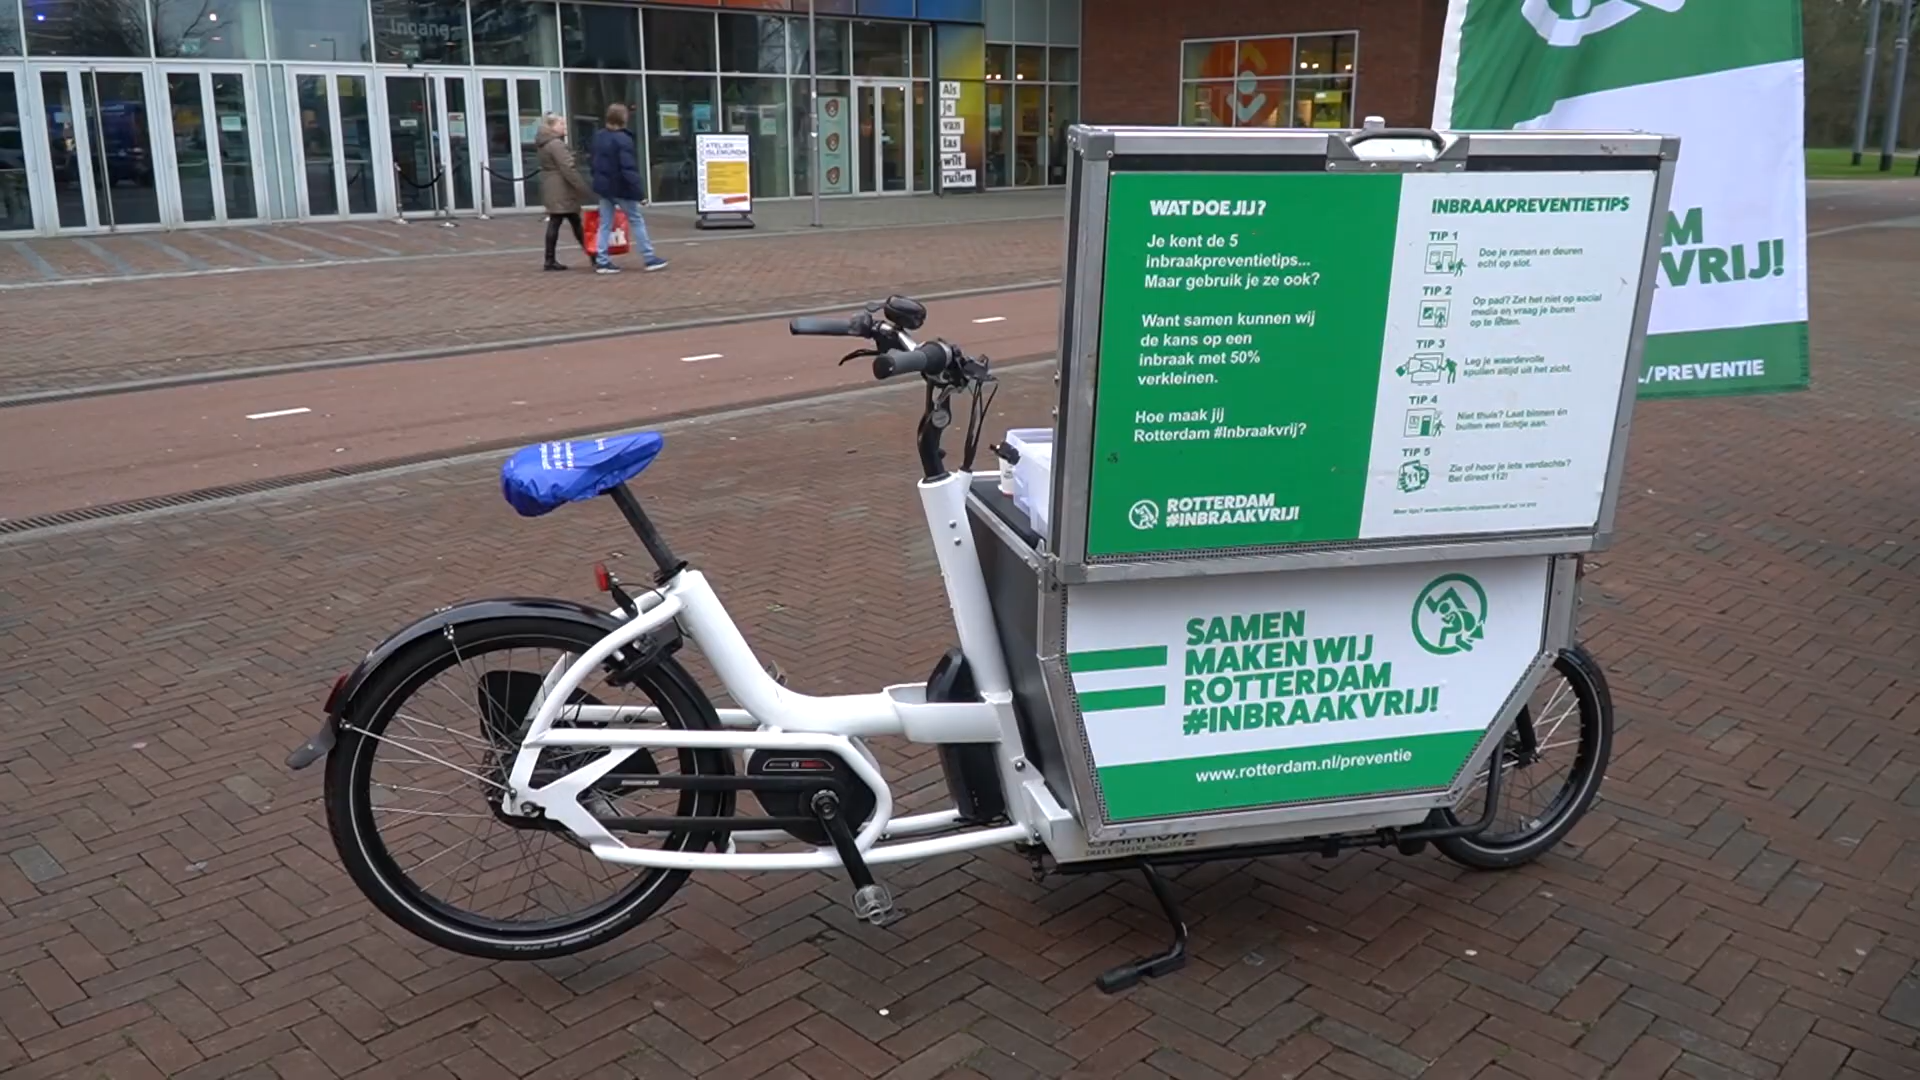 Ingang
Als
je
van
tas
wilt
ruilen
ATELIER
ISLEMUNDA
WAT DOE JIJ?
Je kent de 5
inbraakpreventietips...
Maar gebruik je ze ook?
Want samen kunnen wij
de kans op een
inbraak met 50%
verkleinen.
Hoe maak jij
Rotterdam #Inbraakvrij?
ROTTERDAM
#INBRAAKVRIJ!
INBRAAKPREVENTIETIPS
TIP 1
Doe je ramen en deuren
echt op slot.
TIP 2
Op pad? Zet het niet op social
media en vraag je buren
op te letten.
TIP 3
Leg je waardevolle
spullen altijd uit het zicht.
TIP 4
Niet thuis? Laat binnen én
buiten een lichtje aan.
TIP 5
112
Zie of hoor je iets verdachts?
Bel direct 112!
SAMEN
MAKEN WIJ
ROTTERDAM
#INBRAAKVRIJ!
www.rotterdam.nl/preventie
M
VRIJ!
/PREVENTIE